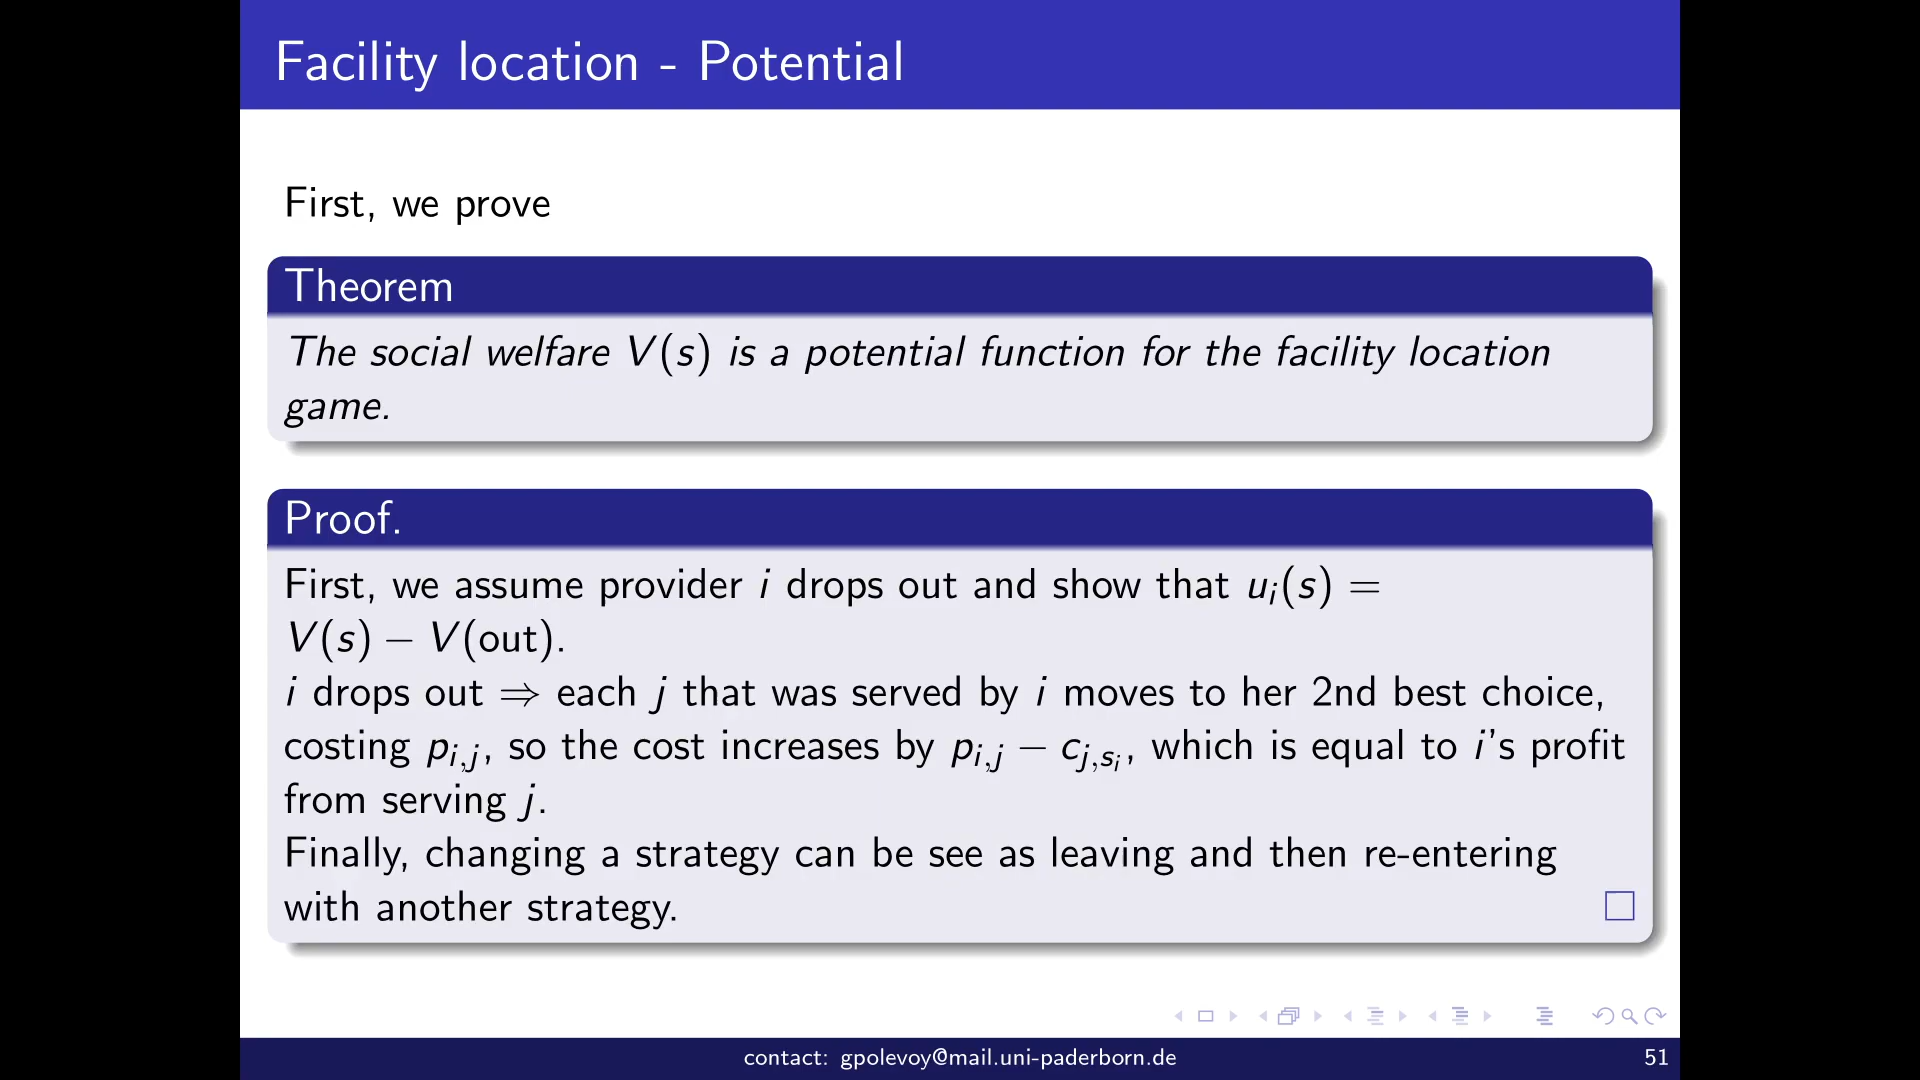 Facility location - Potential
First, we prove
Theorem
The social welfare V(s) is a potential function for the facility location
game.
Proof.
First, we assume provider i drops out and show that u_i(s) =
V(s) − V(out).
i drops out ⇒ each j that was served by i moves to her 2nd best choice,
costing p_{i,j}, so the cost increases by p_{i,j} − c_{j,s_i}, which is equal to i's profit
from serving j.
Finally, changing a strategy can be see as leaving and then re-entering
with another strategy.
contact: gpolevoy@mail.uni-paderborn.de
51